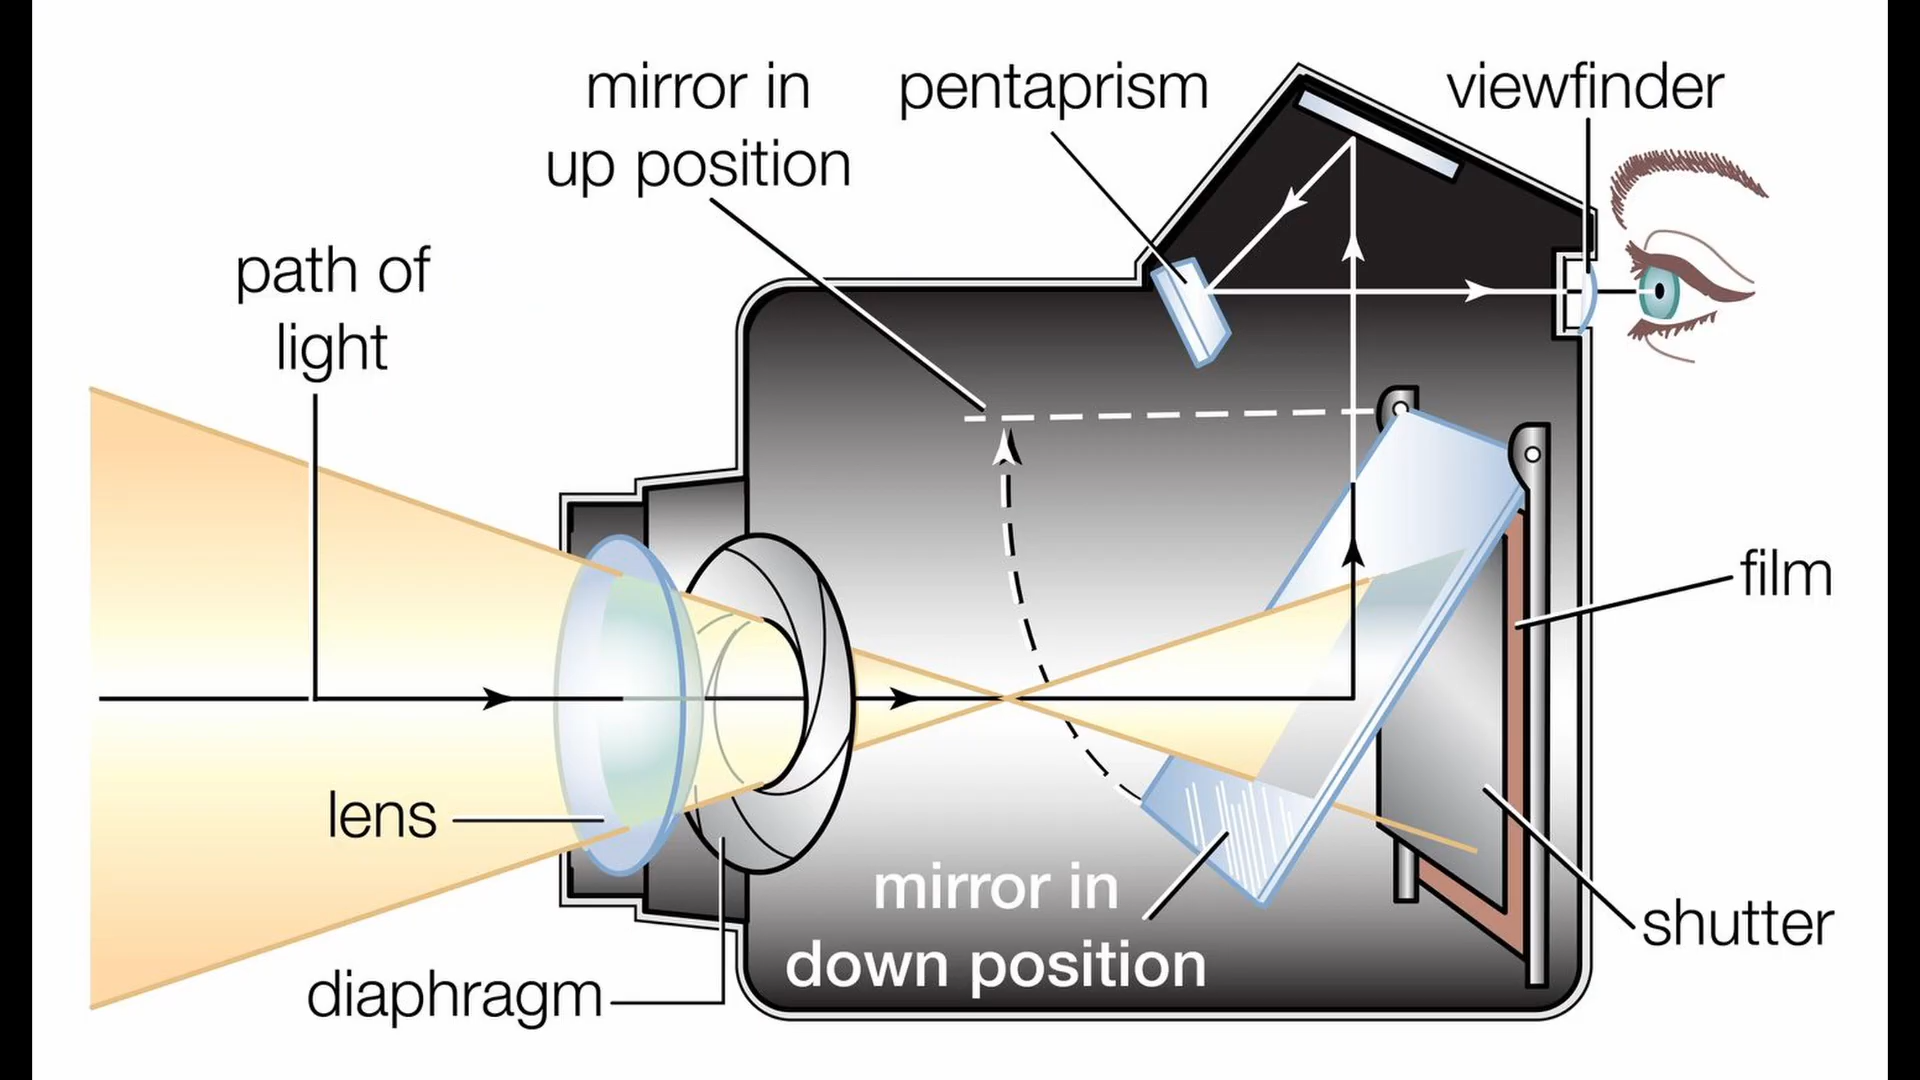 mirror in
up position
pentaprism
viewfinder
path of
light
film
lens
mirror in
down position
shutter
diaphragm